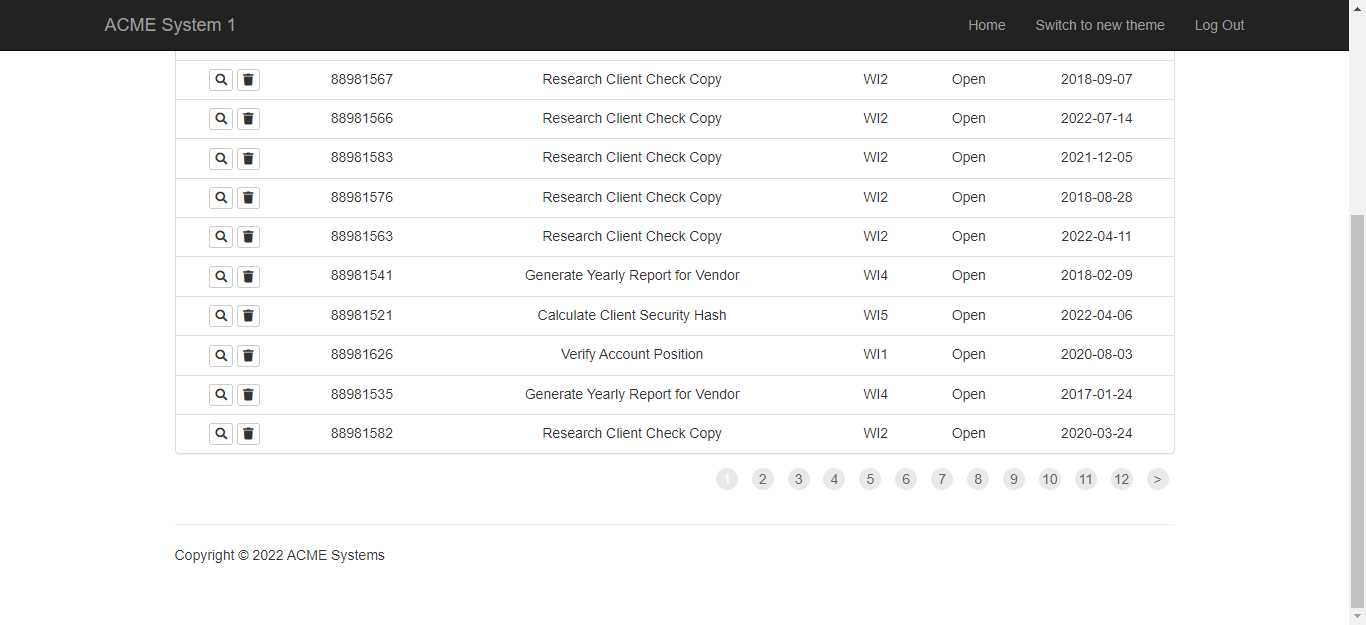 ACME System 1 Home Switch to new theme Log Out
88981567 Research Client Check Copy WI2 Open 2018-09-07
88981566 Research Client Check Copy WI2 Open 2022-07-14
88981583 Research Client Check Copy WI2 Open 2021-12-05
88981576 Research Client Check Copy WI2 Open 2018-08-28
88981563 Research Client Check Copy WI2 Open 2022-04-11
88981541 Generate Yearly Report for Vendor WI4 Open 2018-02-09
88981521 Calculate Client Security Hash WI5 Open 2022-04-06
88981626 Verify Account Position WI1 Open 2020-08-03
88981535 Generate Yearly Report for Vendor WI4 Open 2017-01-24
88981582 Research Client Check Copy WI2 Open 2020-03-24
1 2 3 4 5 6 7 8 9 10 11 12 >
Copyright © 2022 ACME Systems